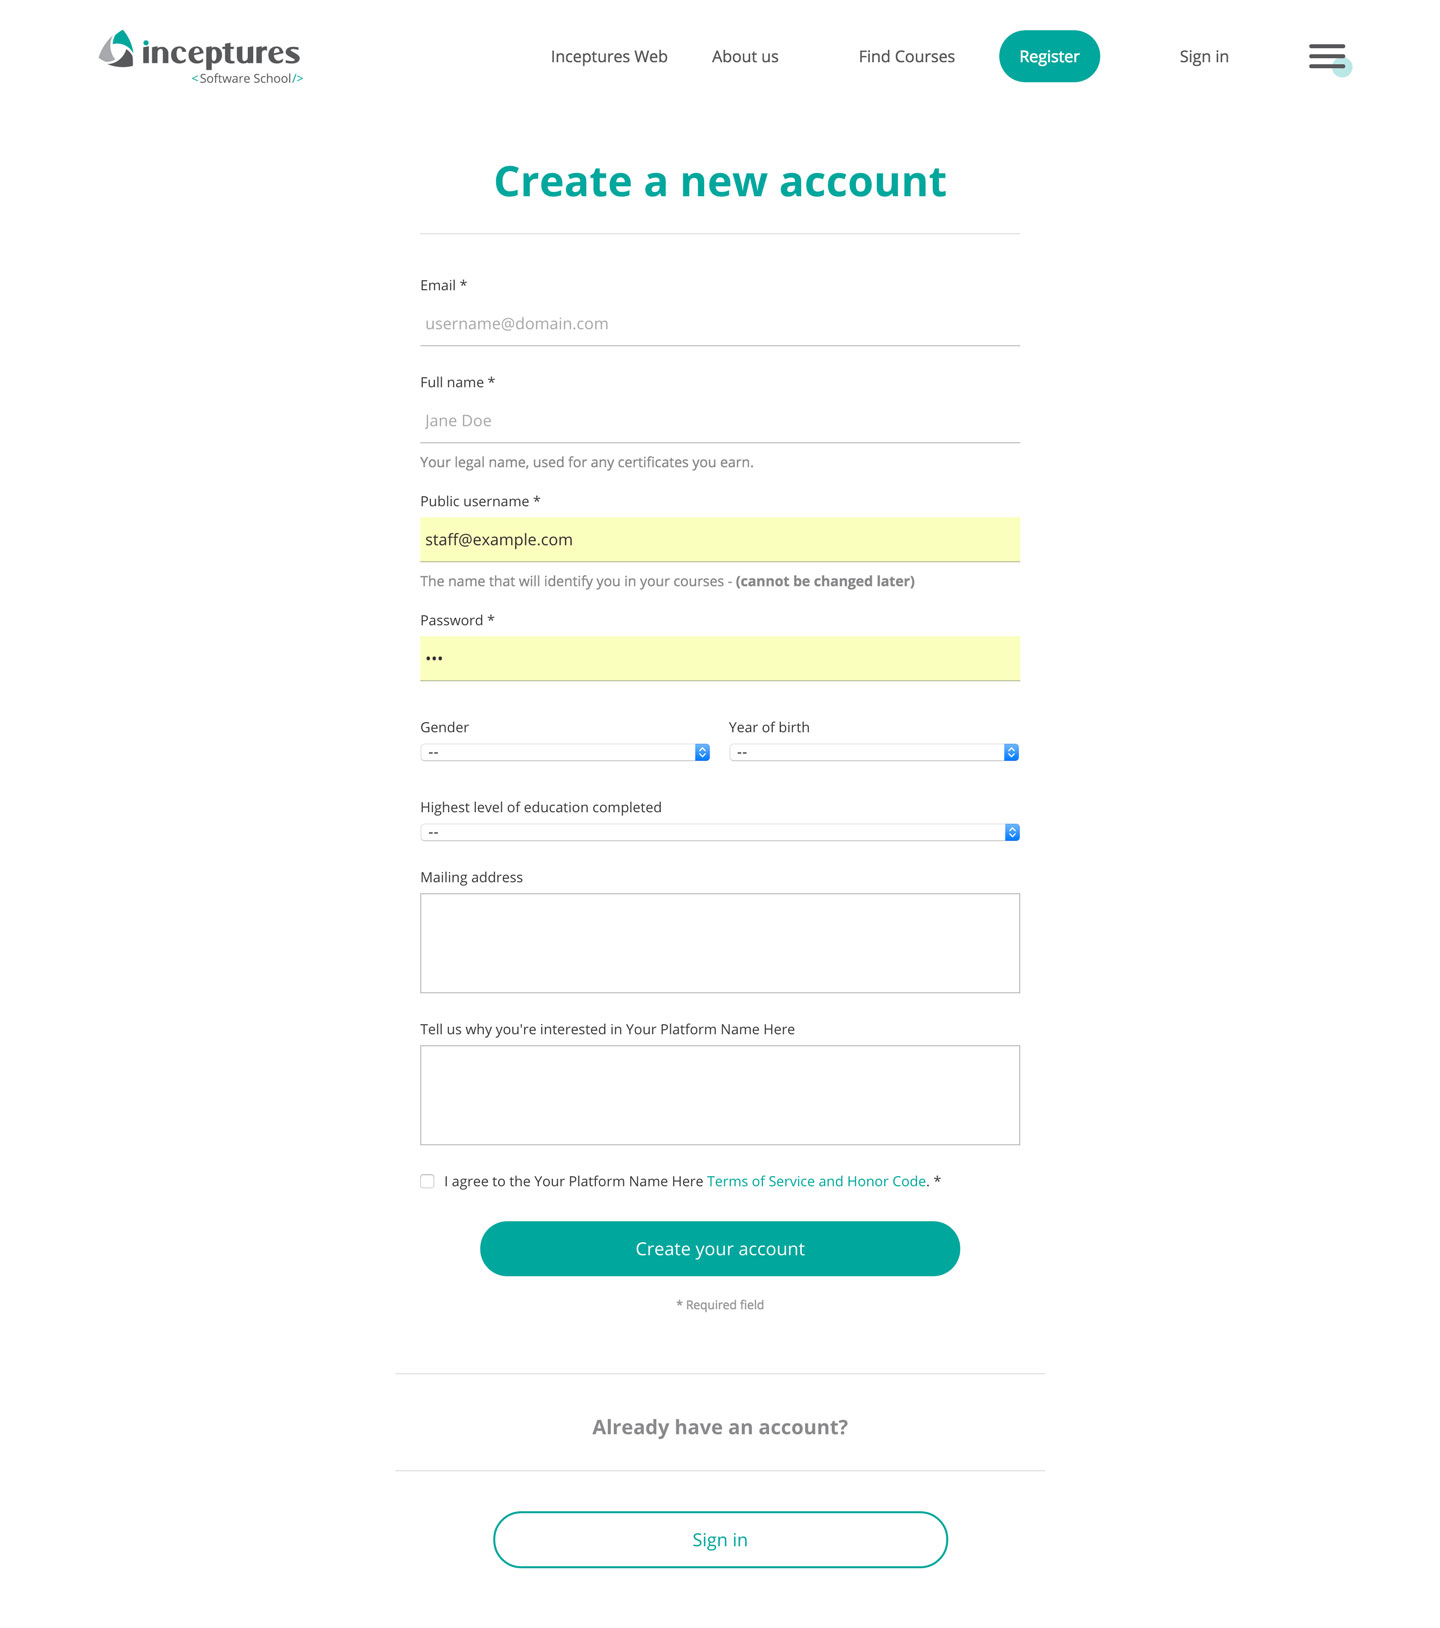 inceptures
<Software School/>
Inceptures Web
About us
Find Courses
Register
Sign in
Create a new account
Email *
username@domain.com
Full name *
Jane Doe
Your legal name, used for any certificates you earn.
Public username *
staff@example.com
The name that will identify you in your courses - (cannot be changed later)
Password *
•••
Gender
Year of birth
--
--
Highest level of education completed
--
Mailing address
Tell us why you're interested in Your Platform Name Here
I agree to the Your Platform Name Here Terms of Service and Honor Code. *
Create your account
* Required field
Already have an account?
Sign in